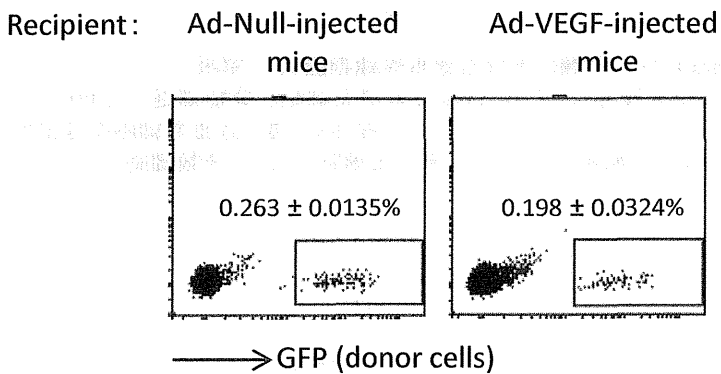 Recipient: Ad-Null-injected mice Ad-VEGF-injected mice
0.263 ± 0.0135% 0.198 ± 0.0324%
GFP (donor cells)